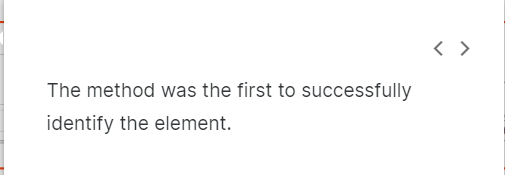 The method was the first to successfully
identify the element.